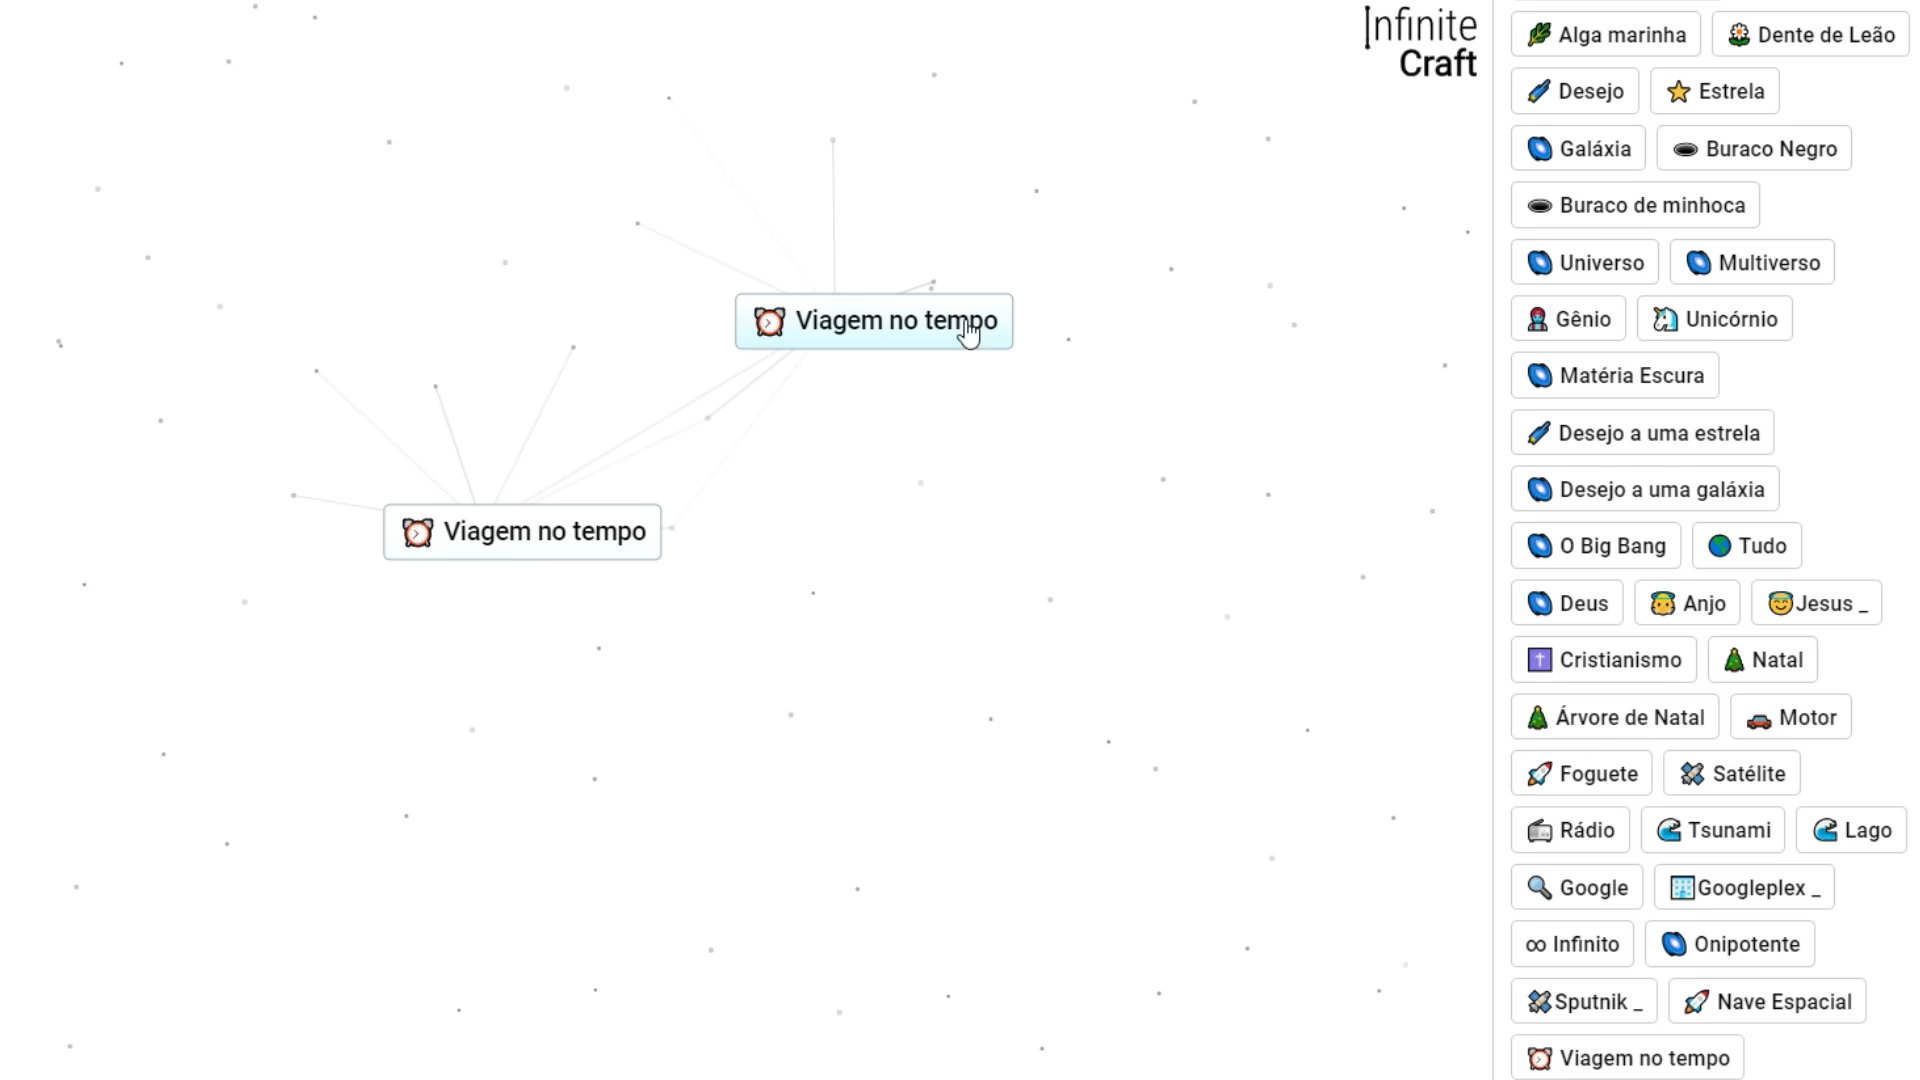 Infinite
Craft
Viagem no tempo
Viagem no tempo
Alga marinha Dente de Leão
Desejo Estrela
Galáxia Buraco Negro
Buraco de minhoca
Universo Multiverso
Gênio Unicórnio
Matéria Escura
Desejo a uma estrela
Desejo a uma galáxia
O Big Bang Tudo
Deus Anjo Jesus _
Cristianismo Natal
Árvore de Natal Motor
Foguete Satélite
Rádio Tsunami Lago
Google Googleplex _
∞ Infinito Onipotente
Sputnik _ Nave Espacial
Viagem no tempo